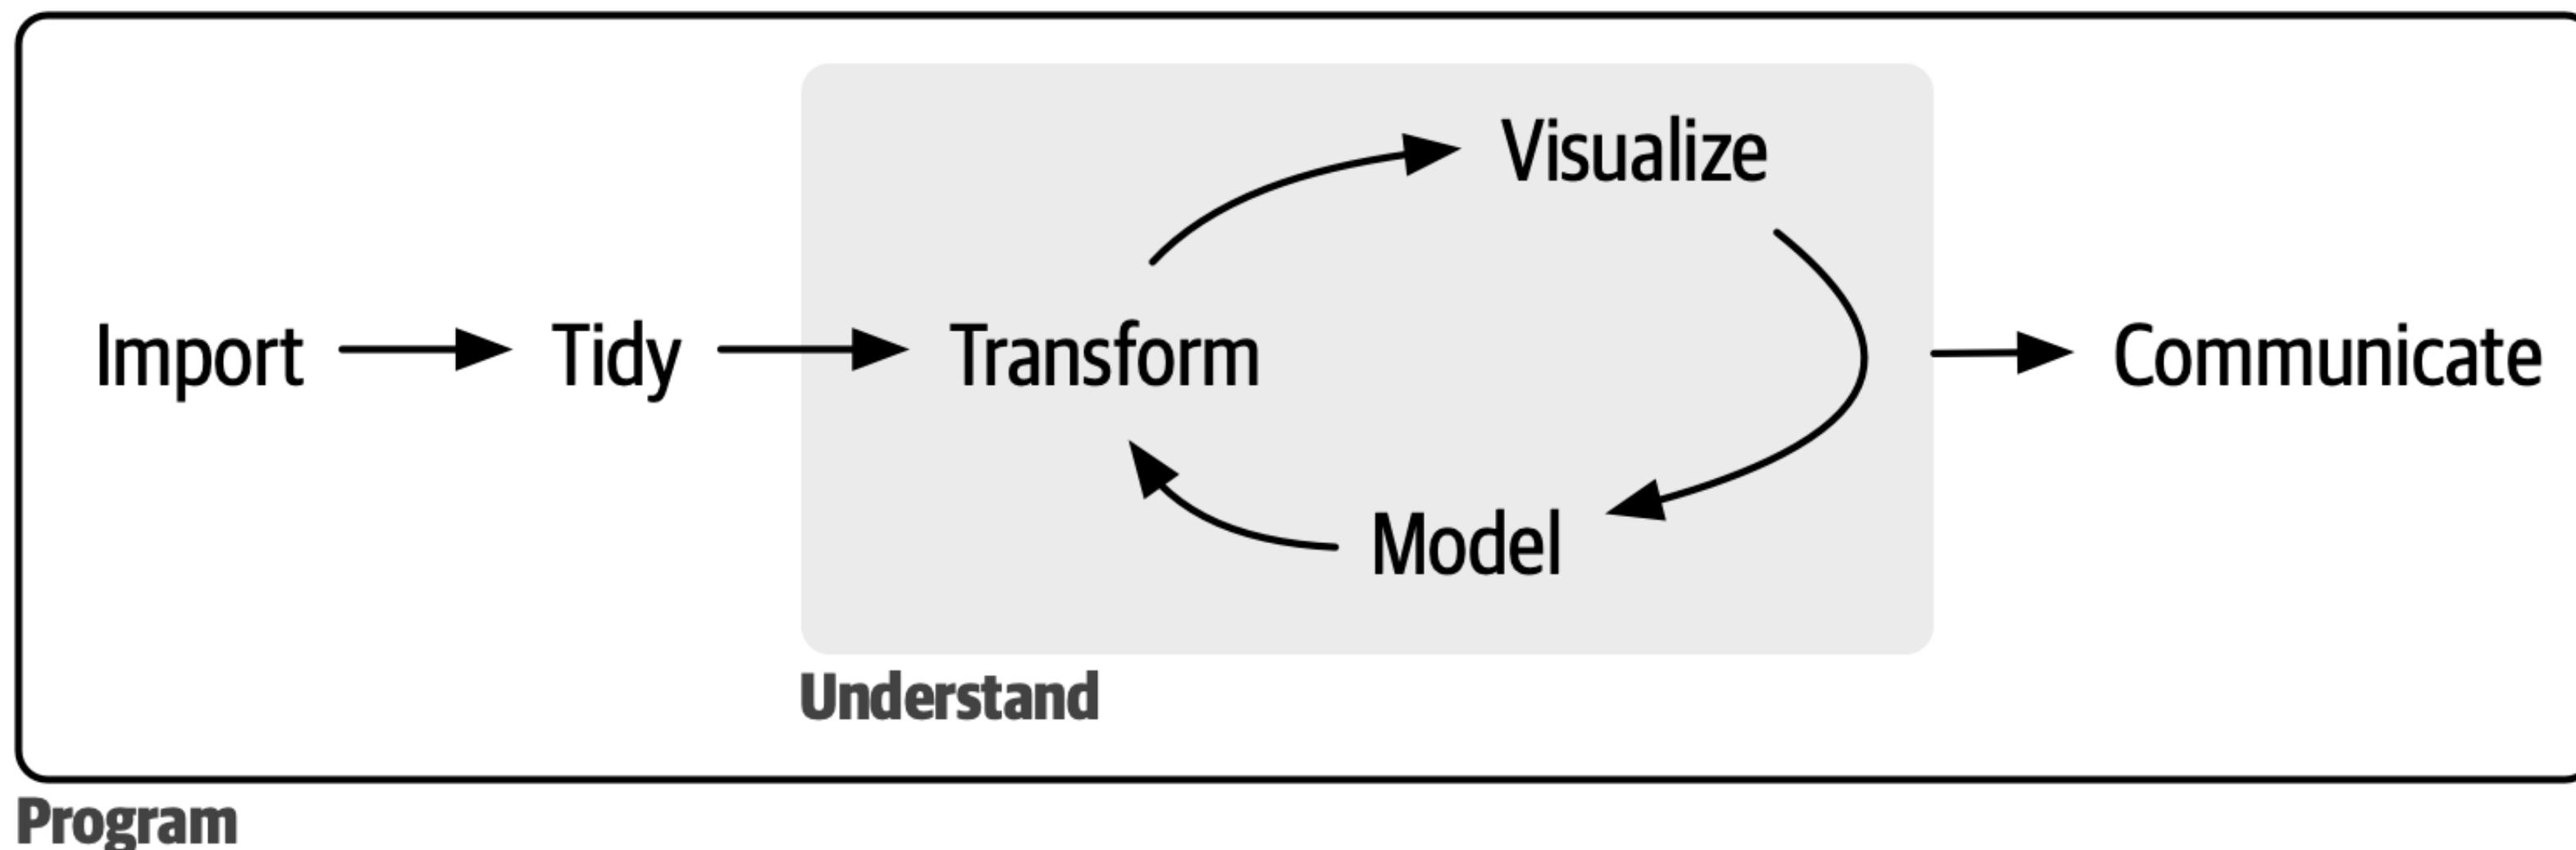 Visualize
Import Tidy Transform Communicate
Model
Understand
Program